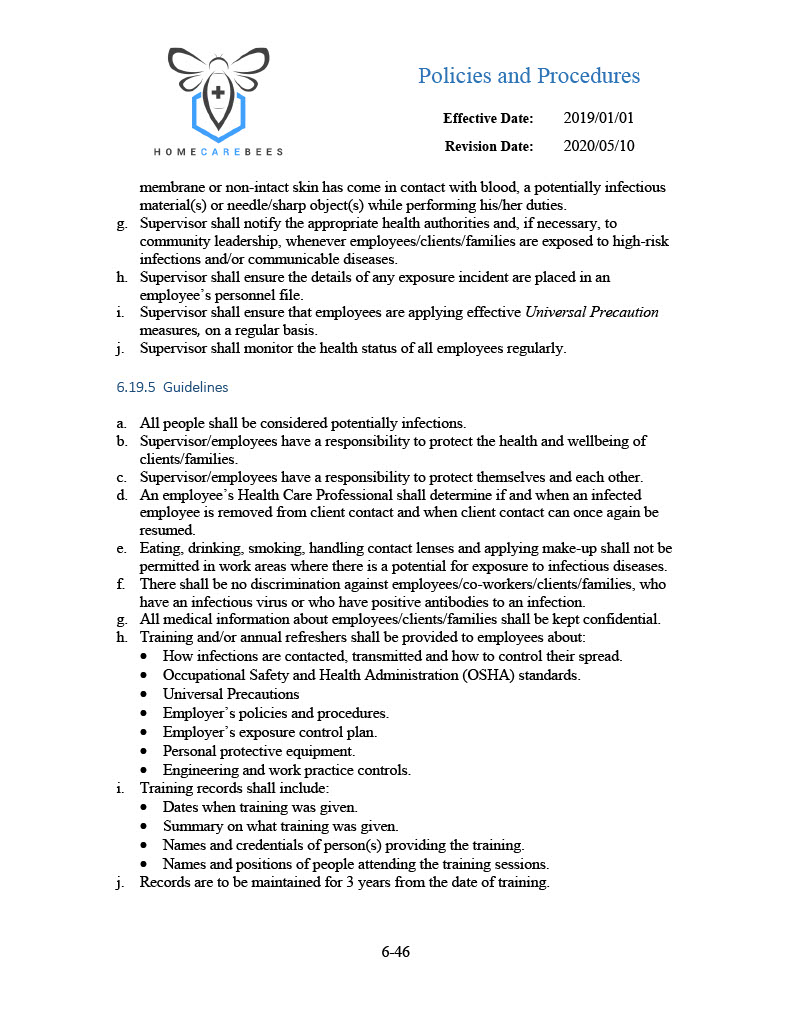 Policies and Procedures
Effective Date: 2019/01/01
Revision Date: 2020/05/10
HOMECAREBEES
membrane or non-intact skin has come in contact with blood, a potentially infectious
material(s) or needle/sharp object(s) while performing his/her duties.
g. Supervisor shall notify the appropriate health authorities and, if necessary, to
community leadership, whenever employees/clients/families are exposed to high-risk
infections and/or communicable diseases.
h. Supervisor shall ensure the details of any exposure incident are placed in an
employee's personnel file.
i. Supervisor shall ensure that employees are applying effective Universal Precaution
measures, on a regular basis.
j. Supervisor shall monitor the health status of all employees regularly.
6.19.5 Guidelines
a. All people shall be considered potentially infections.
b. Supervisor/employees have a responsibility to protect the health and wellbeing of
clients/families.
c. Supervisor/employees have a responsibility to protect themselves and each other.
d. An employee's Health Care Professional shall determine if and when an infected
employee is removed from client contact and when client contact can once again be
resumed.
e. Eating, drinking, smoking, handling contact lenses and applying make-up shall not be
permitted in work areas where there is a potential for exposure to infectious diseases.
f. There shall be no discrimination against employees/co-workers/clients/families, who
have an infectious virus or who have positive antibodies to an infection.
g. All medical information about employees/clients/families shall be kept confidential.
h. Training and/or annual refreshers shall be provided to employees about:
• How infections are contacted, transmitted and how to control their spread.
• Occupational Safety and Health Administration (OSHA) standards.
• Universal Precautions
• Employer's policies and procedures.
• Employer's exposure control plan.
• Personal protective equipment.
• Engineering and work practice controls.
i. Training records shall include:
• Dates when training was given.
• Summary on what training was given.
• Names and credentials of person(s) providing the training.
• Names and positions of people attending the training sessions.
j. Records are to be maintained for 3 years from the date of training.
6-46